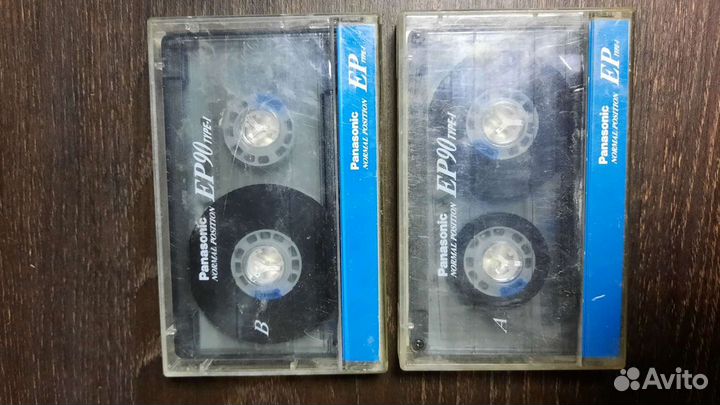 Panasonic
NORMAL POSITION
EP90 TYPE-I
B
Panasonic
NORMAL POSITION
EP TYPE-I
Panasonic
NORMAL POSITION
EP90 TYPE-I
A
Panasonic
NORMAL POSITION
EP TYPE-I
Avito